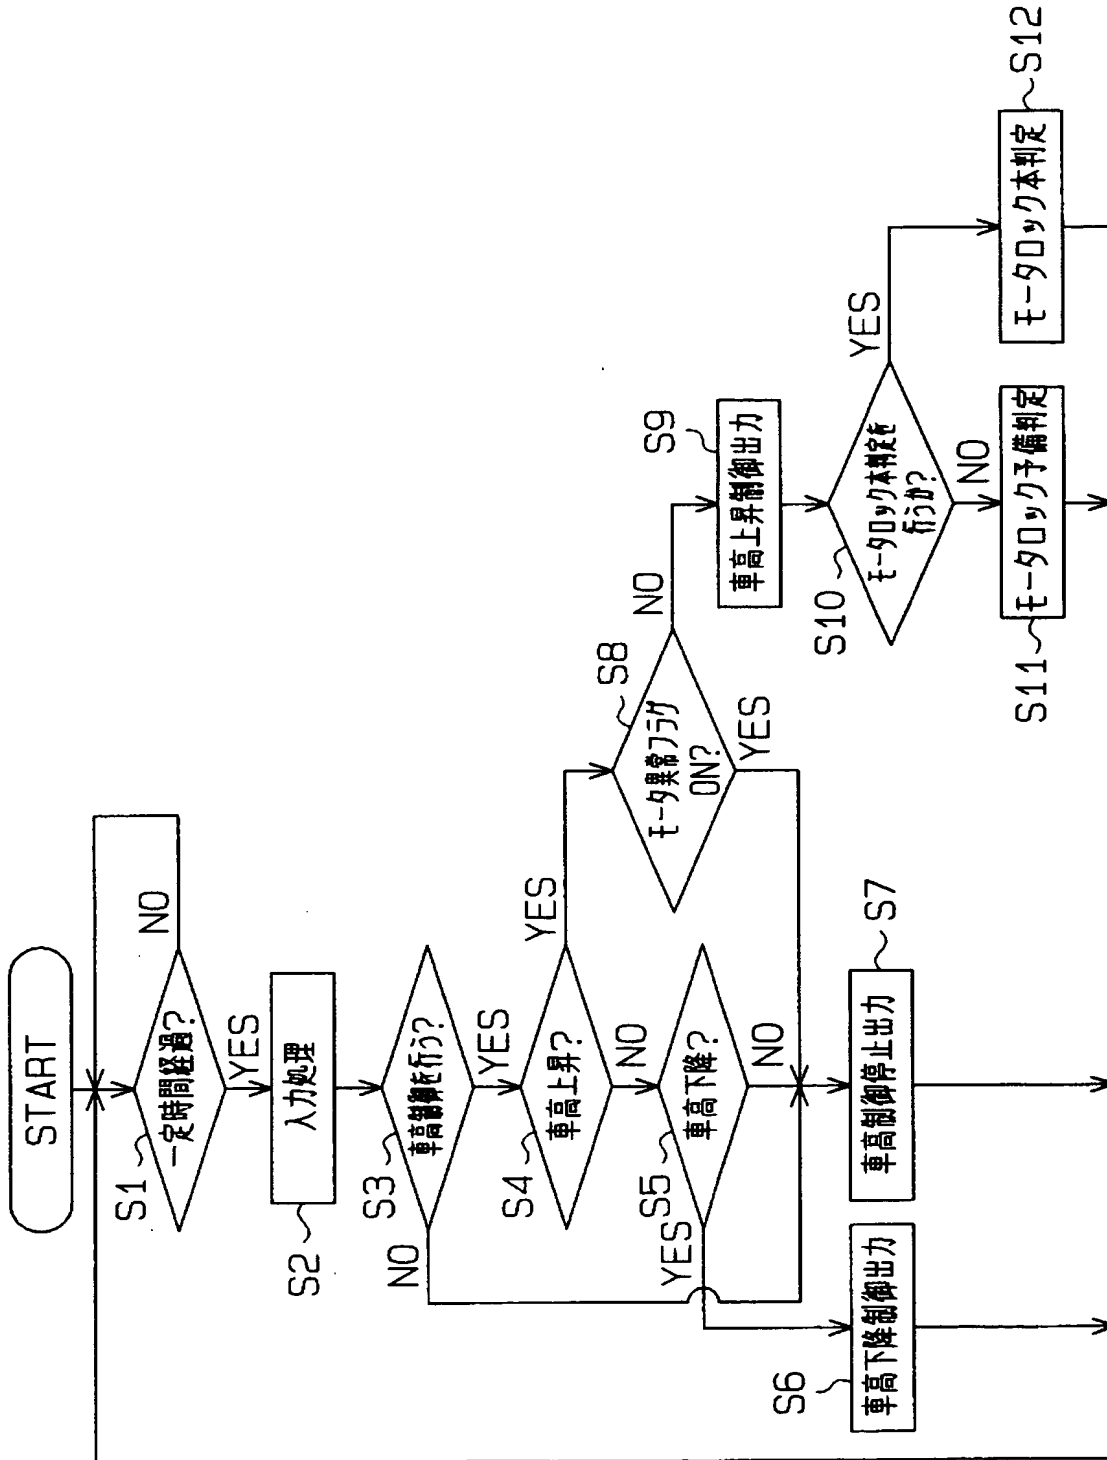 START
S1
一定時間経過?
NO
YES
S2
入力処理
S3
車高制御を行う?
NO
YES
S4
車高上昇?
YES
NO
S5
車高下降?
YES
NO
S6
車高下降制御出力
S7
車高制御停止出力
S8
モータ異常フラグ
ON?
NO
YES
S9
車高上昇制御出力
S10
モータロック本判定を
行うか?
YES
NO
S11
モータロック予備判定
S12
モータロック本判定